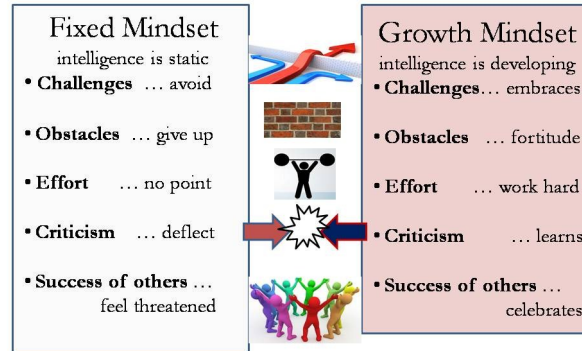 Fixed Mindset
intelligence is static
• Challenges … avoid
• Obstacles … give up
• Effort … no point
• Criticism … deflect
• Success of others …
feel threatened
Growth Mindset
intelligence is developing
• Challenges… embraces
• Obstacles … fortitude
• Effort … work hard
• Criticism … learns
• Success of others …
celebrates